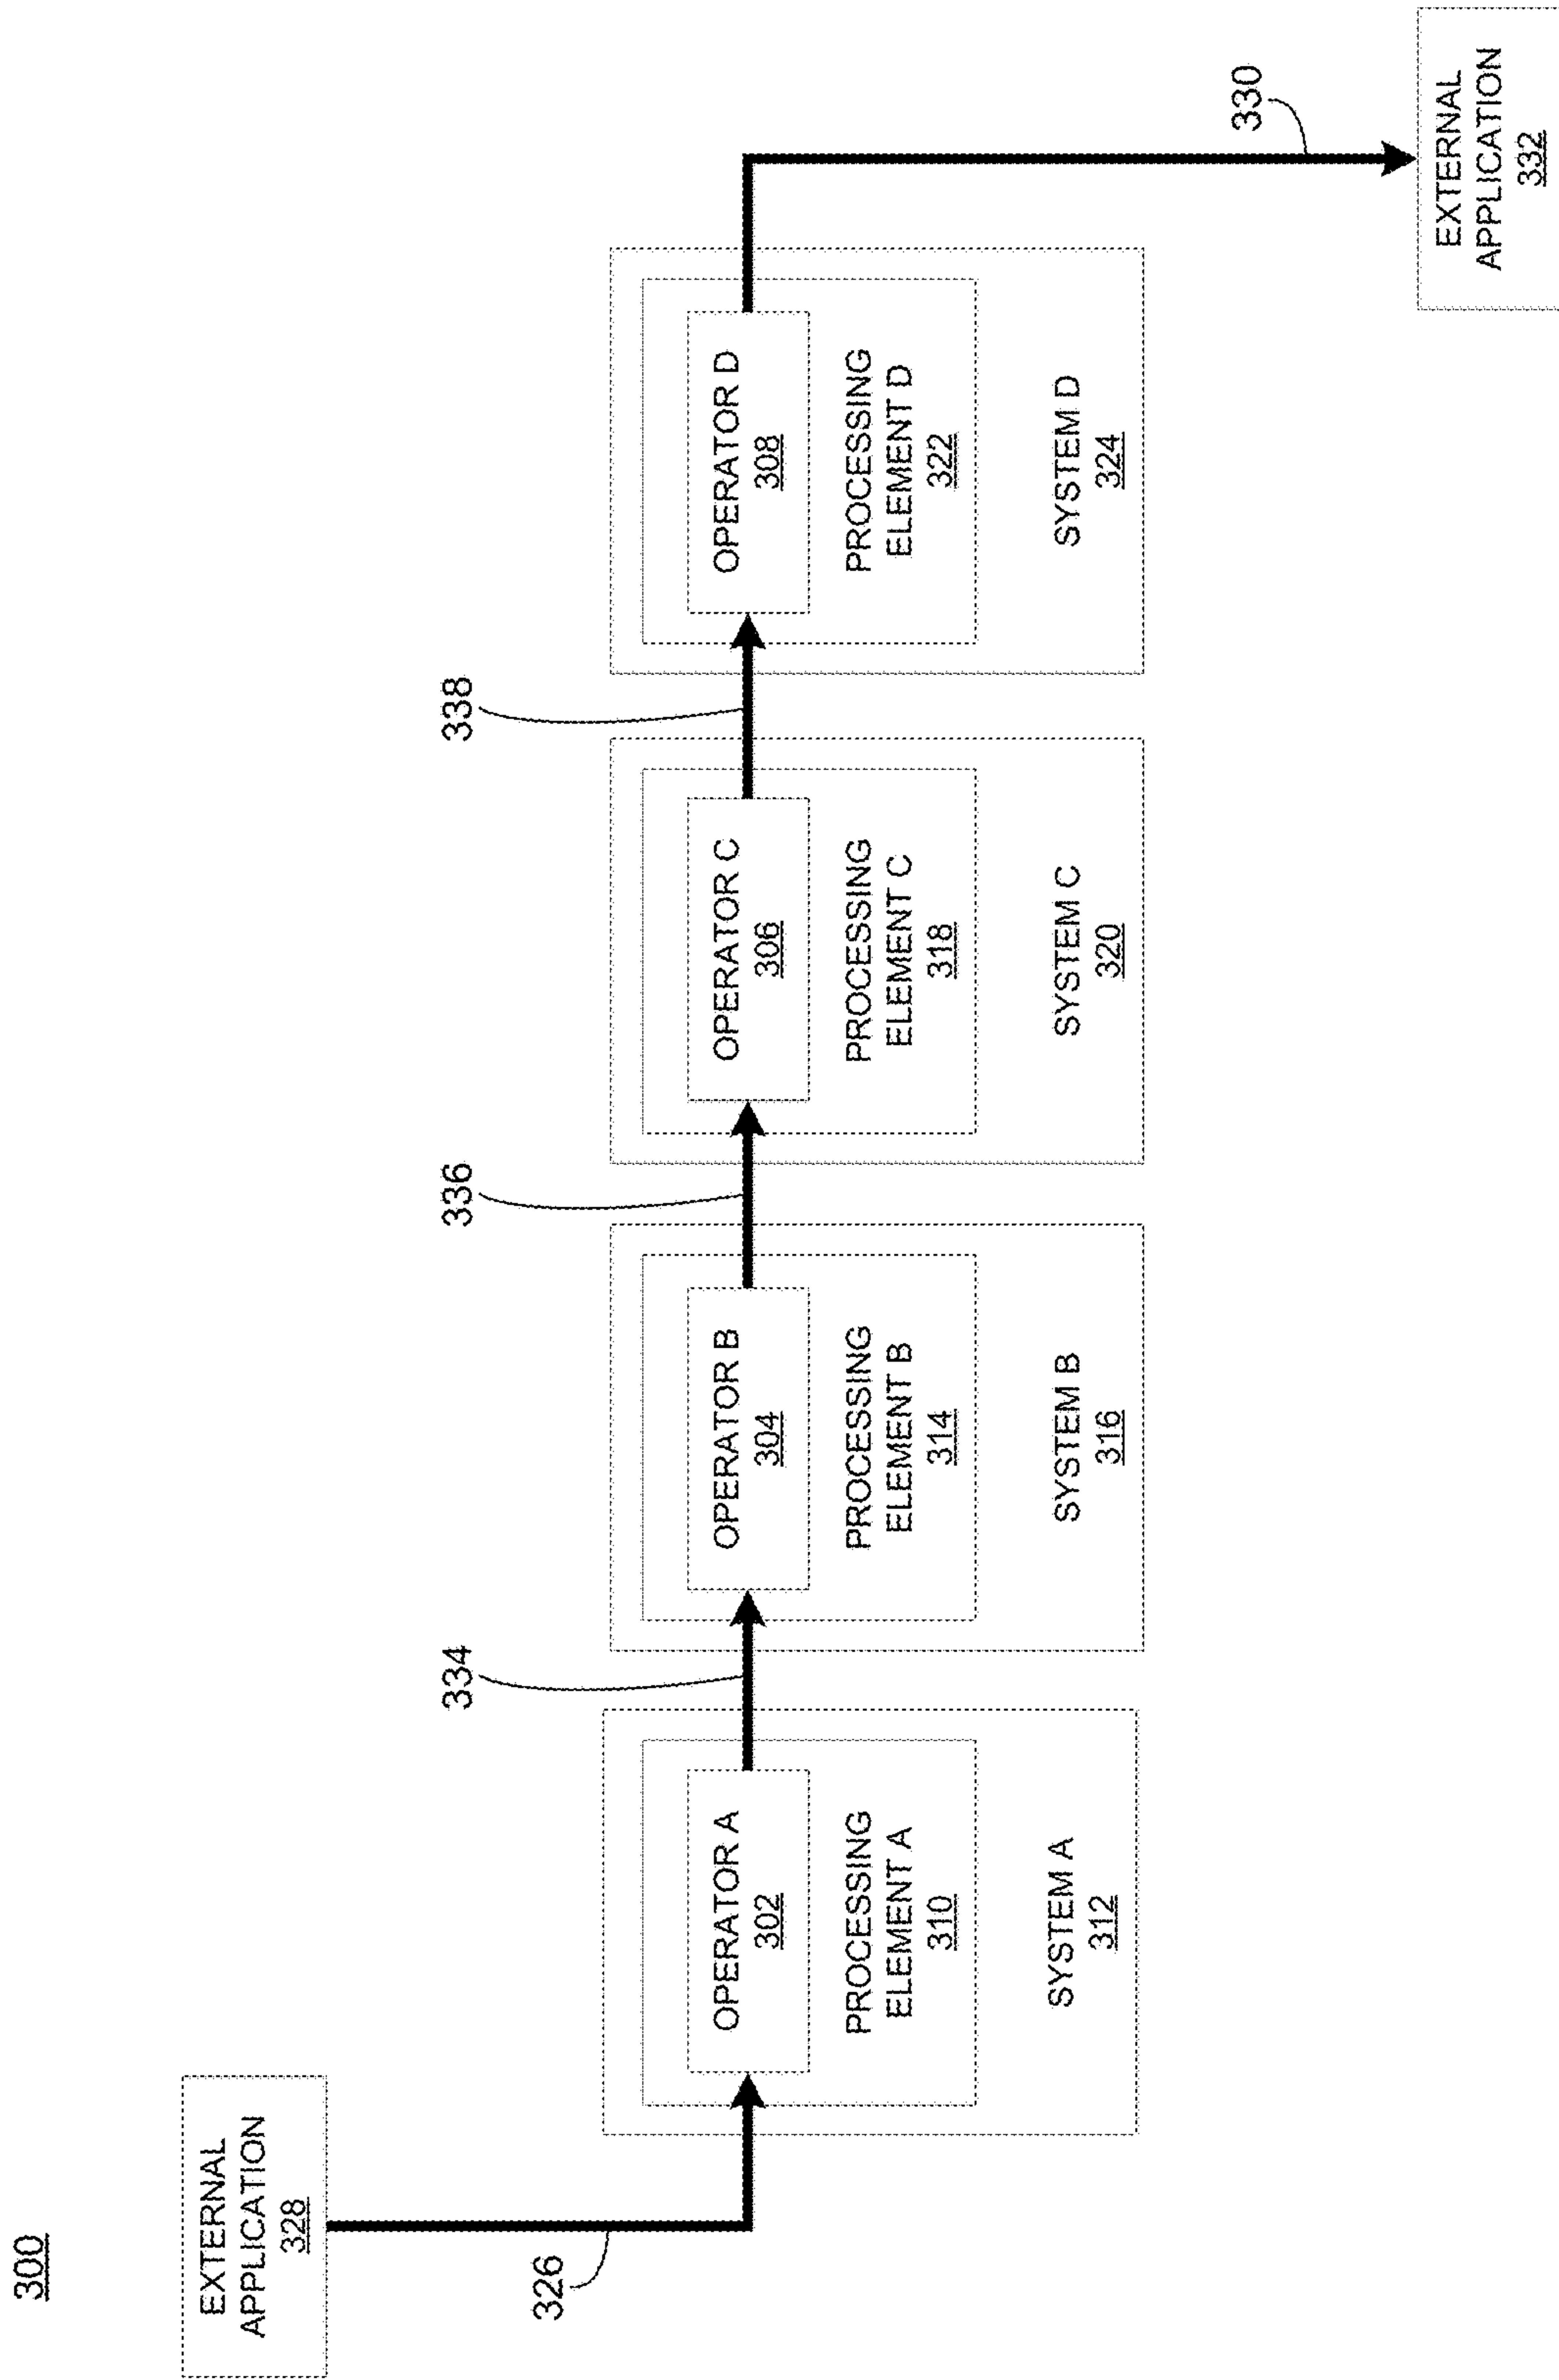 300
EXTERNAL
APPLICATION
328
326
334
336
338
330
OPERATOR A
302
PROCESSING
ELEMENT A
310
SYSTEM A
312
OPERATOR B
304
PROCESSING
ELEMENT B
314
SYSTEM B
316
OPERATOR C
306
PROCESSING
ELEMENT C
318
SYSTEM C
320
OPERATOR D
308
PROCESSING
ELEMENT D
322
SYSTEM D
324
EXTERNAL
APPLICATION
332